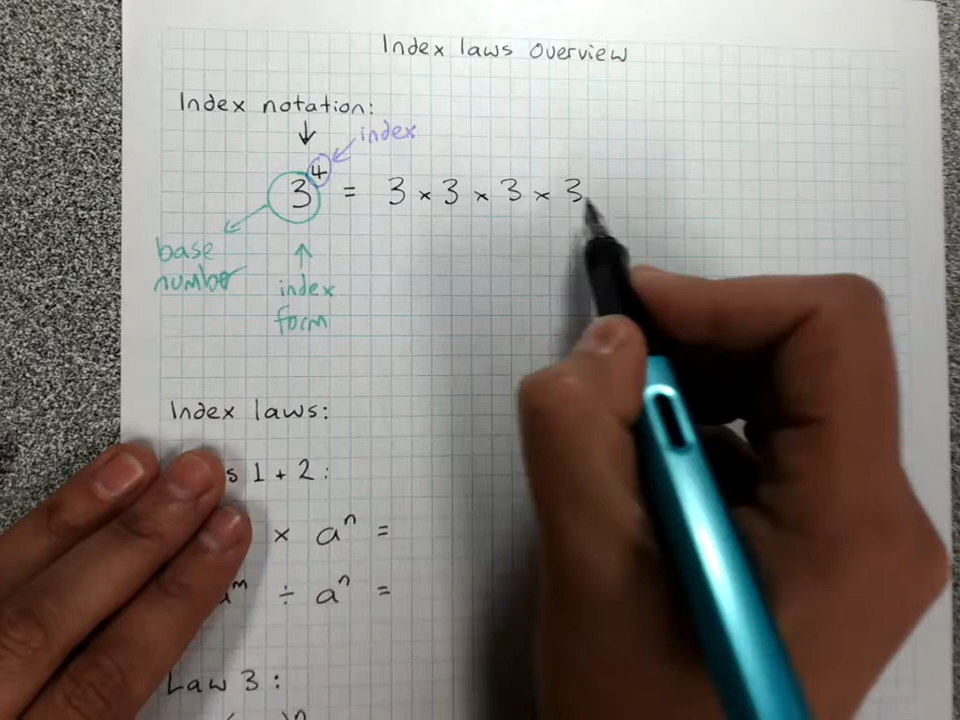 Index laws overview
Index notation:
↓ index
3⁴ = 3 × 3 × 3 × 3
base
number
index
form
Index laws:
s 1 + 2 :
× aⁿ =
aᵐ ÷ aⁿ =
Law 3 :